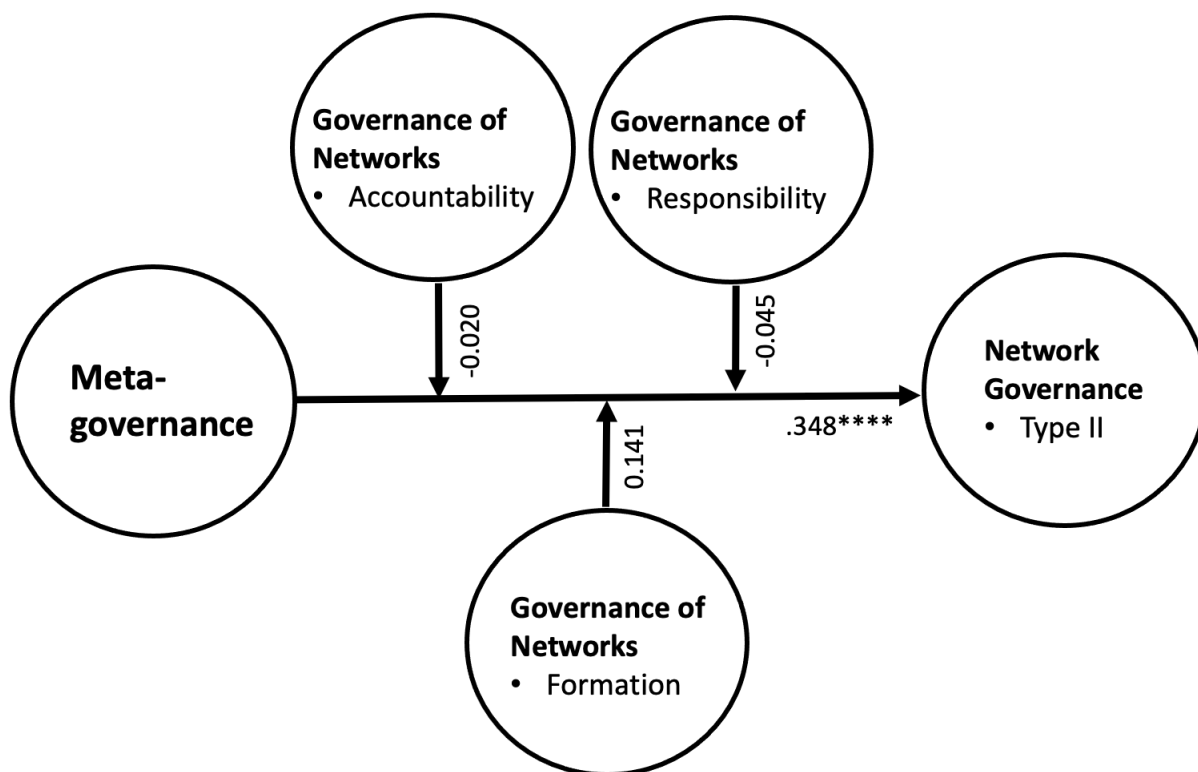 Governance of
Networks
• Accountability
Governance of
Networks
• Responsibility
-0.020
-0.045
Meta-
governance
Network
Governance
• Type II
.348****
0.141
Governance of
Networks
• Formation